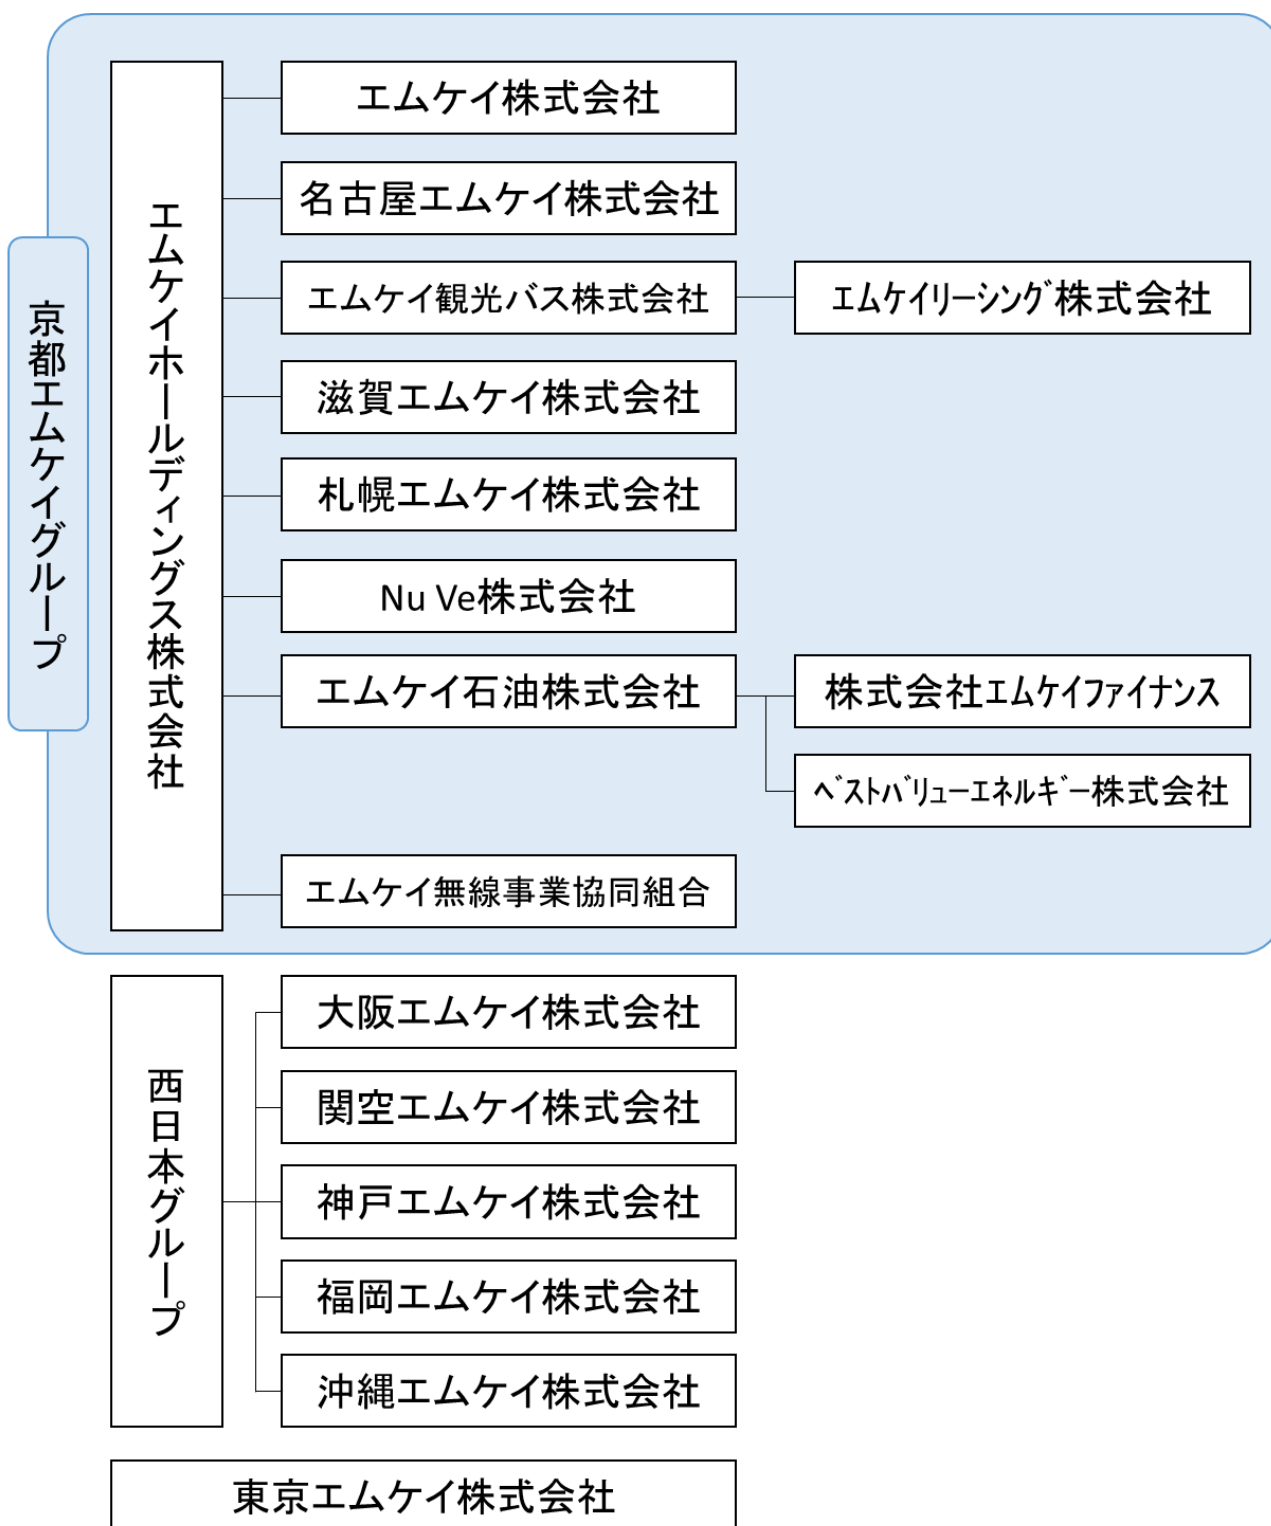 京都エムケイグループ
エムケイホールディングス株式会社
エムケイ株式会社
名古屋エムケイ株式会社
エムケイ観光バス株式会社
ｴﾑｹｲﾘｰｼﾝｸﾞ株式会社
滋賀エムケイ株式会社
札幌エムケイ株式会社
Nu Ve株式会社
エムケイ石油株式会社
株式会社ｴﾑｹｲﾌｧｲﾅﾝｽ
ﾍﾞｽﾄﾊﾞﾘｭｰｴﾈﾙｷﾞｰ株式会社
エムケイ無線事業協同組合
西日本グループ
大阪エムケイ株式会社
関空エムケイ株式会社
神戸エムケイ株式会社
福岡エムケイ株式会社
沖縄エムケイ株式会社
東京エムケイ株式会社